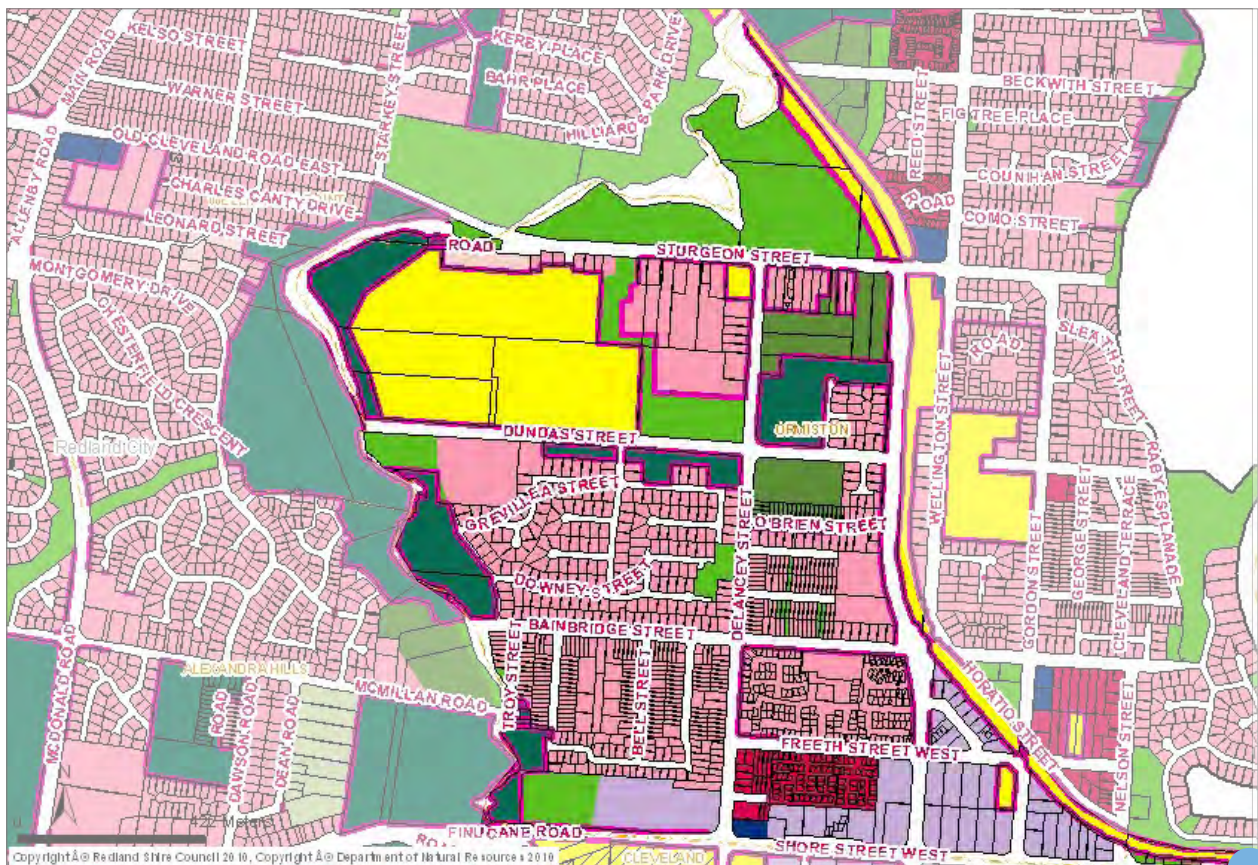 KELSO STREET
KERBY PLACE
BAHR PLACE
MAIN ROAD
WARNER STREET
STARKEY STREET
HILLIARDS PARK DRIVE
BECKWITH STREET
REED STREET
FIG TREE PLACE
OLD CLEVELAND ROAD EAST
ALLENBY ROAD
CHARLES CANTY DRIVE
COUNIHAN STREET
ROAD
LEONARD STREET
COMO STREET
ROAD
STURGEON STREET
MONTGOMERY DRIVE
CHESTERFIELD CRESCENT
ROAD
SLEATH STREET
Redland City
DUNDAS STREET
ORMISTON
WELLINGTON STREET
RABY ESPLANADE
GREVILLEA STREET
DELANCEY STREET
O'BRIEN STREET
GORDON STREET
GEORGE STREET
CLEVELAND TERRACE
DOWNEY STREET
BAINBRIDGE STREET
ALEXANDRA HILLS
MCDONALD ROAD
ROAD
DAWSON ROAD
DEAN ROAD
MCMILLAN ROAD
TROY STREET
BELL STREET
HORATIO STREET
NELSON STREET
FREETH STREET WEST
0
422 Meters
FINUCANE ROAD
SHORE STREET WEST
CLEVELAND
Copyright Â© Redland Shire Council 2010, Copyright Â© Department of Natural Resources 2010